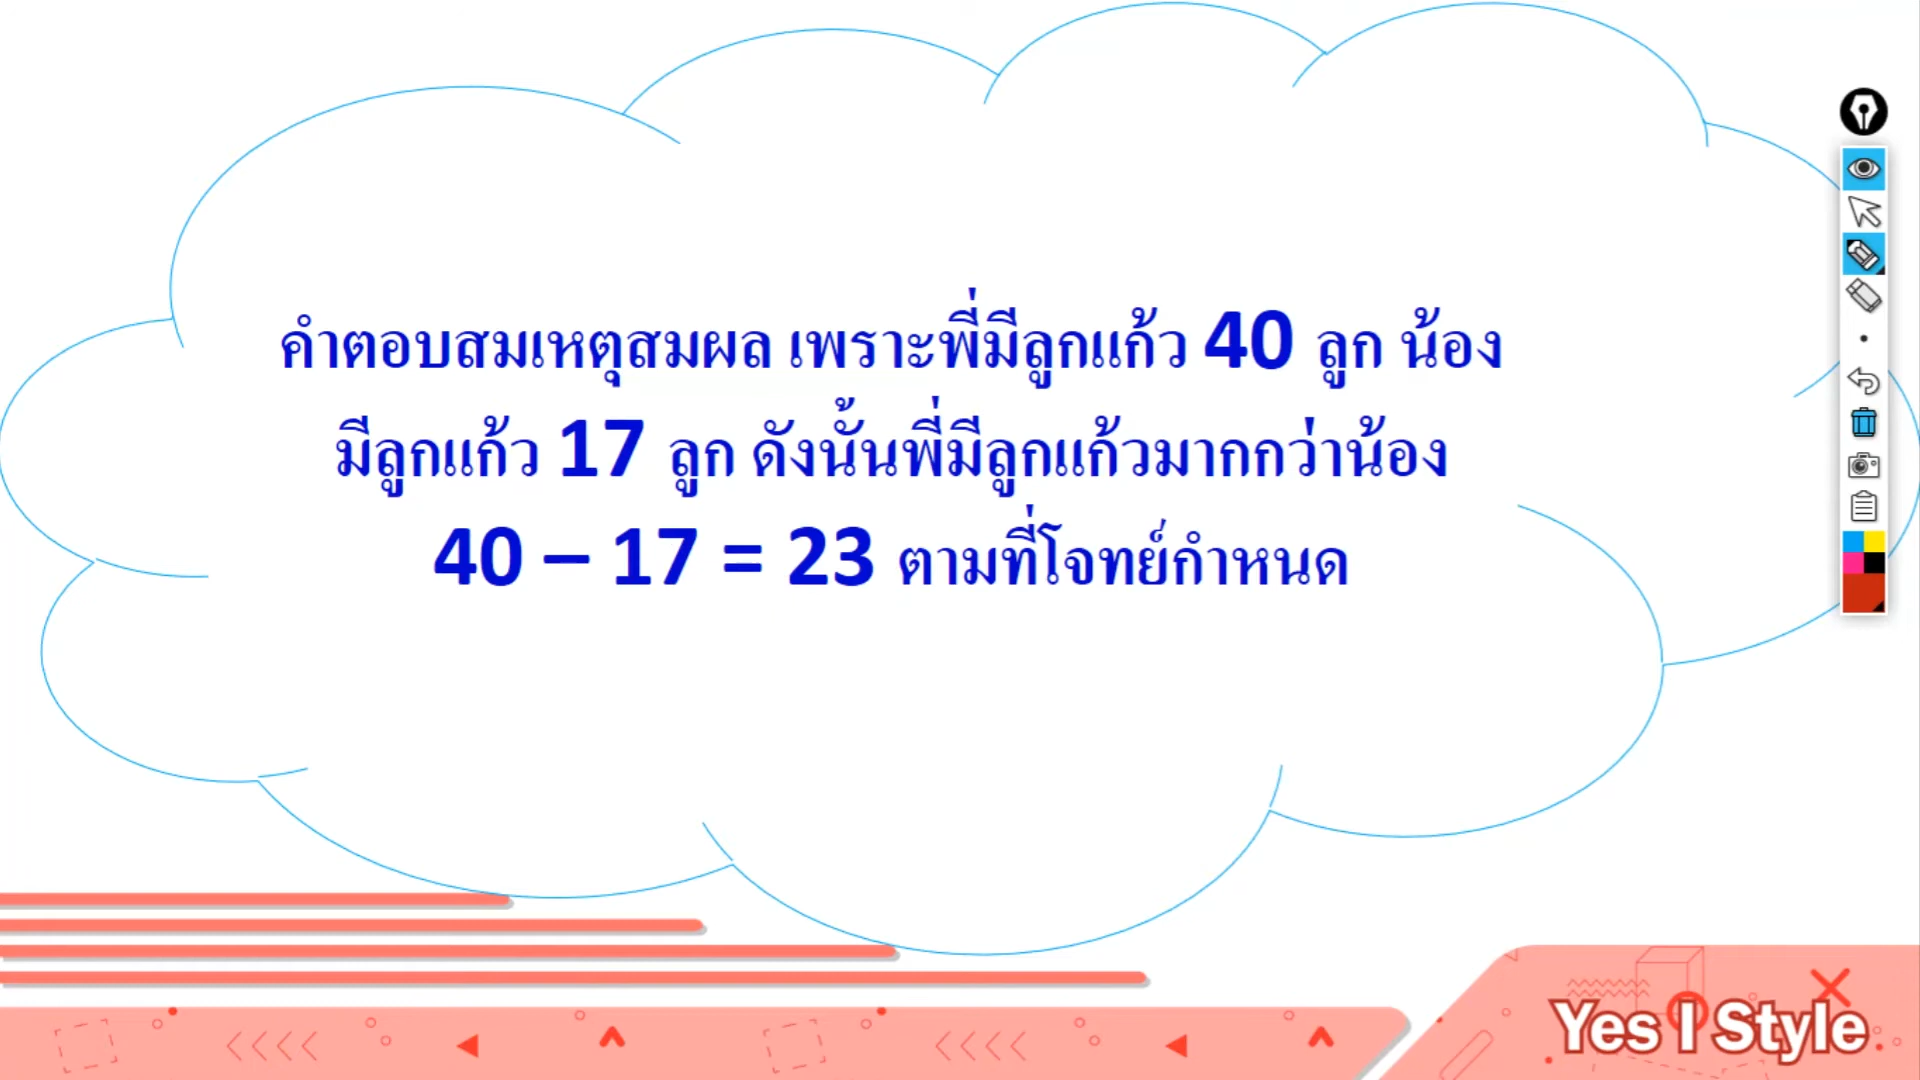 คำตอบสมเหตุสมผล เพราะพี่มีลูกแก้ว 40 ลูก น้อง
มีลูกแก้ว 17 ลูก ดังนั้นพี่มีลูกแก้วมากกว่าน้อง
40 – 17 = 23 ตามที่โจทย์กำหนด
Yes I Style